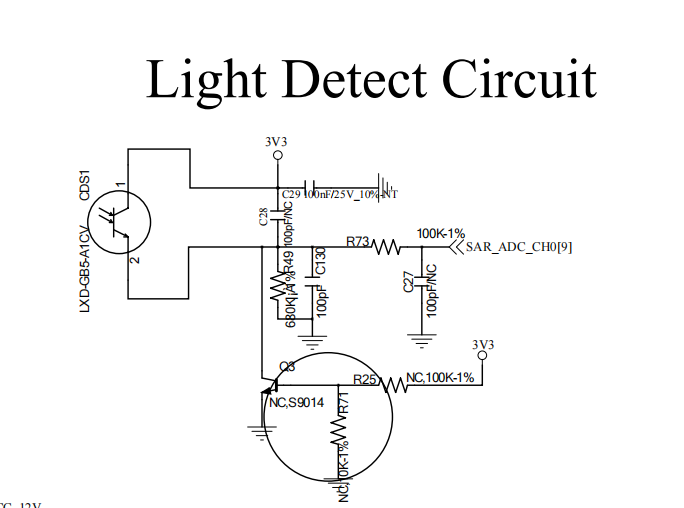 Light Detect Circuit
3V3
CDS1
1
C29 100nF/25V_10%-NT
C28
100pF/NC
LXD-GB5-A1CV
2
R73
100K-1%
SAR_ADC_CH0[9]
R49
680K¡À1%
C130
100pF
C27
100pF/NC
3V3
Q3
R25
NC,100K-1%
NC,S9014
R71
NC,10K-1%